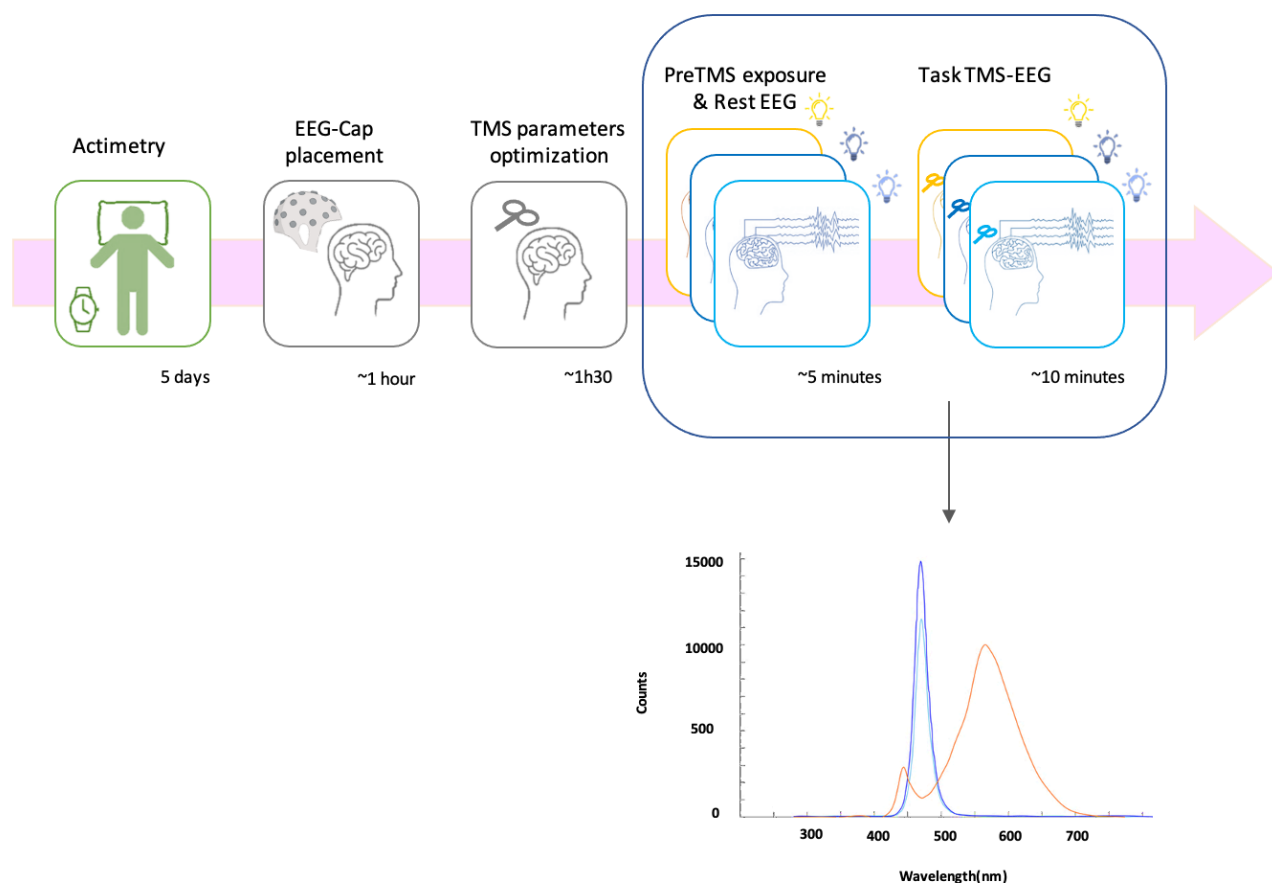 Actimetry
5 days
EEG-Cap
placement
~1 hour
TMS parameters
optimization
~1h30
PreTMS exposure
& Rest EEG
~5 minutes
Task TMS-EEG
~10 minutes
15000
10000
500
0
Counts
300 400 500 600 700
Wavelength(nm)